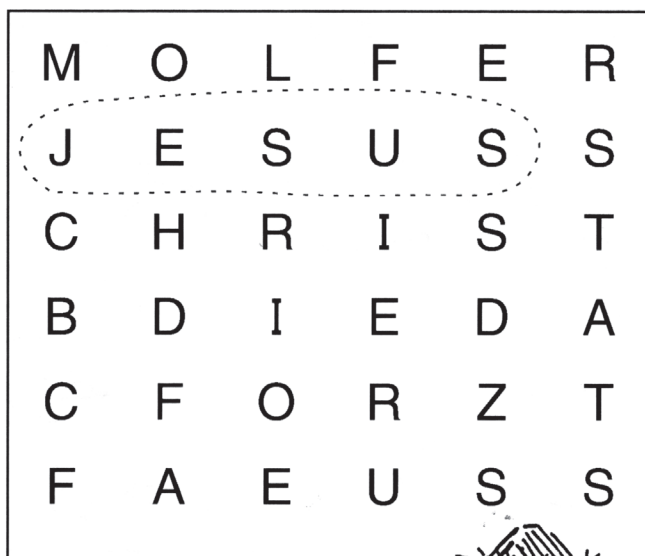 M O L F E R
J E S U S S
C H R I S T
B D I E D A
C F O R Z T
F A E U S S